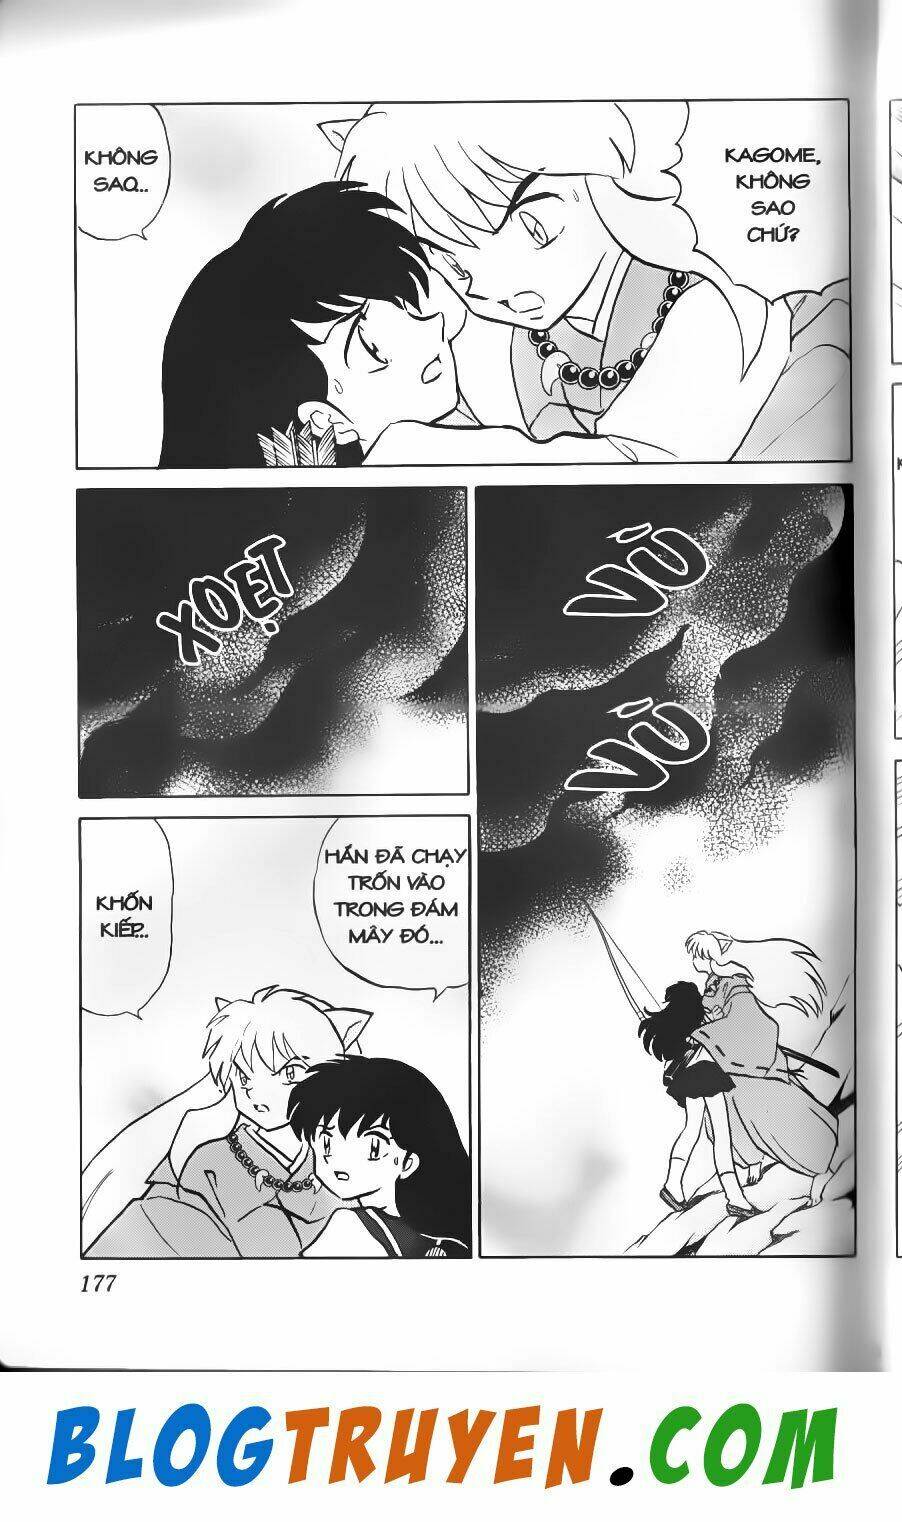 KAGOME,
KHÔNG
SAO
CHỨ?
KHÔNG
SAO...
VÙ
VÙ
XOẸT
HẮN ĐÃ CHẠY
TRỐN VÀO
TRONG ĐÁM
MÂY ĐÓ...
KHỐN
KIẾP...
177
BLOGTRUYEN.COM